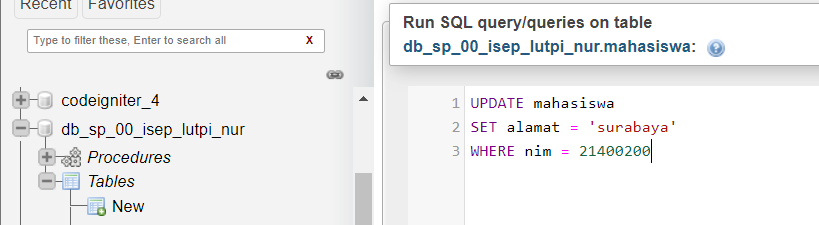 Recent
Favorites
Type to filter these, Enter to search all
X
codeigniter_4
db_sp_00_isep_lutpi_nur
Procedures
Tables
New
Run SQL query/queries on table
db_sp_00_isep_lutpi_nur.mahasiswa:
1 UPDATE mahasiswa
2 SET alamat = 'surabaya'
3 WHERE nim = 21400200